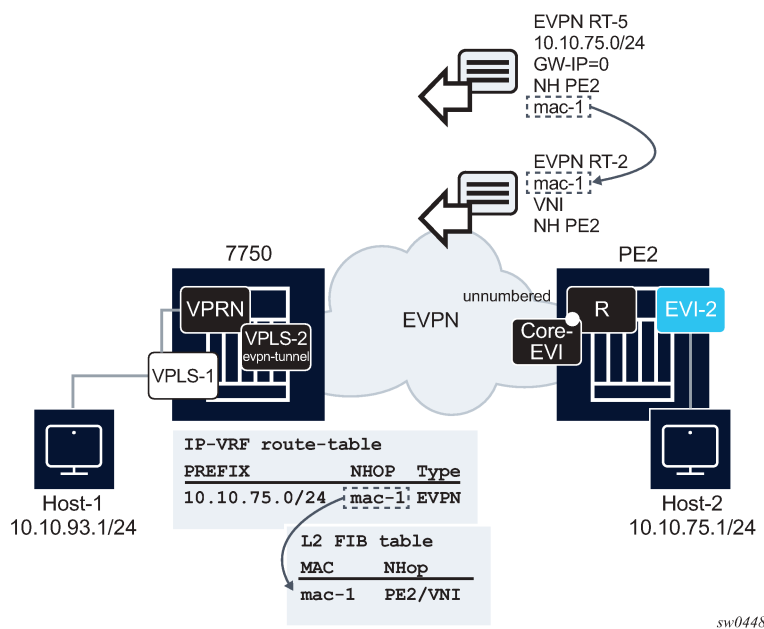 EVPN RT-5
10.10.75.0/24
GW-IP=0
NH PE2
mac-1
EVPN RT-2
mac-1
VNI
NH PE2
7750
PE2
unnumbered
VPRN
R
EVI-2
EVPN
VPLS-2
evpn-tunnel
Core-
EVI
VPLS-1
IP-VRF route-table
PREFIX NHOP Type
10.10.75.0/24 mac-1 EVPN
Host-1
10.10.93.1/24
Host-2
10.10.75.1/24
L2 FIB table
MAC NHop
mac-1 PE2/VNI
sw0448